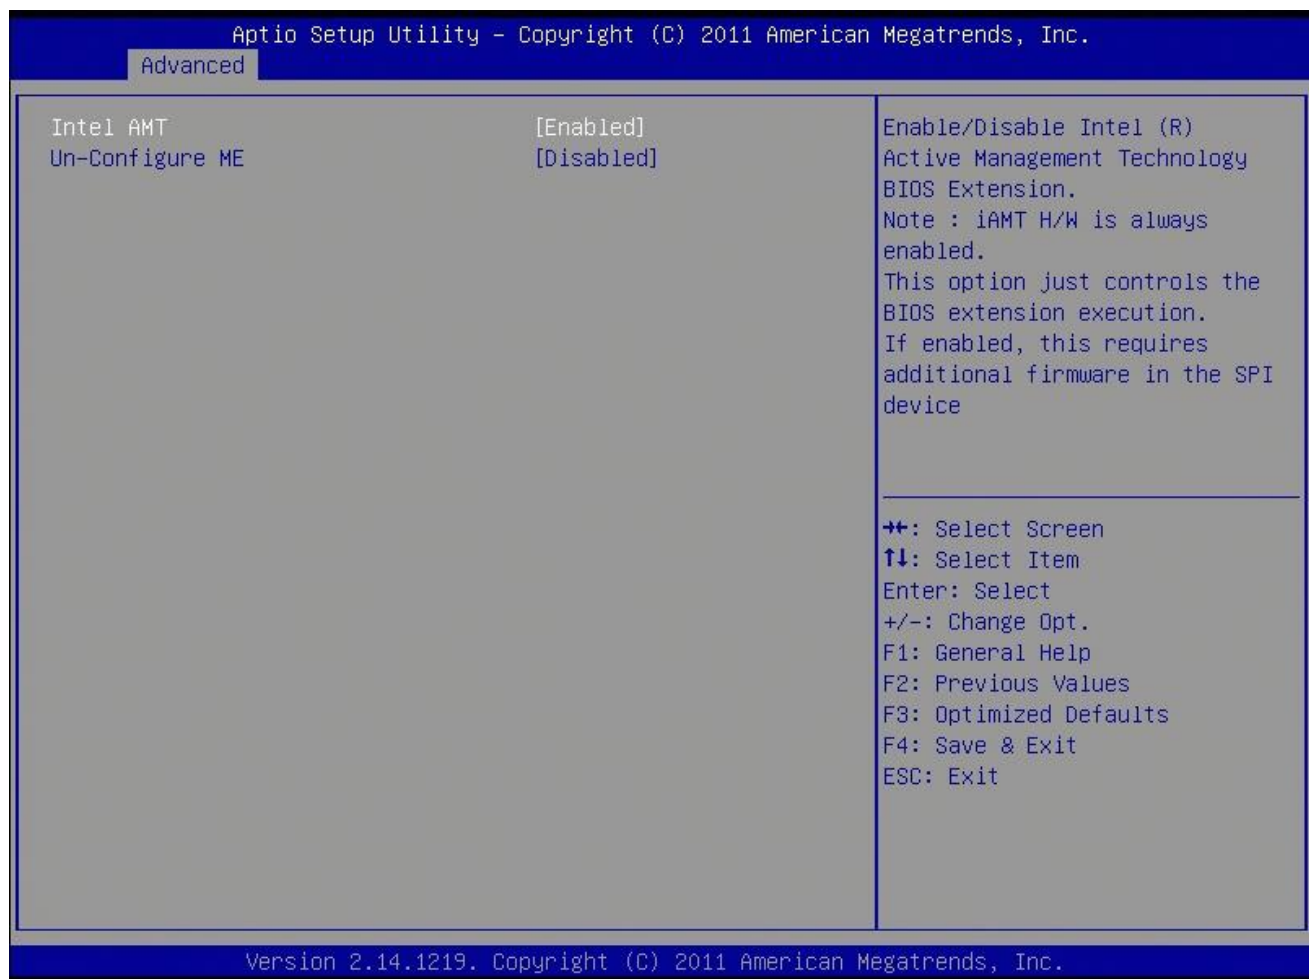 Aptio Setup Utility – Copyright (C) 2011 American Megatrends, Inc.
Advanced
Intel AMT [Enabled]
Un-Configure ME [Disabled]
Enable/Disable Intel (R)
Active Management Technology
BIOS Extension.
Note : iAMT H/W is always
enabled.
This option just controls the
BIOS extension execution.
If enabled, this requires
additional firmware in the SPI
device
→←: Select Screen
↑↓: Select Item
Enter: Select
+/-: Change Opt.
F1: General Help
F2: Previous Values
F3: Optimized Defaults
F4: Save & Exit
ESC: Exit
Version 2.14.1219. Copyright (C) 2011 American Megatrends, Inc.